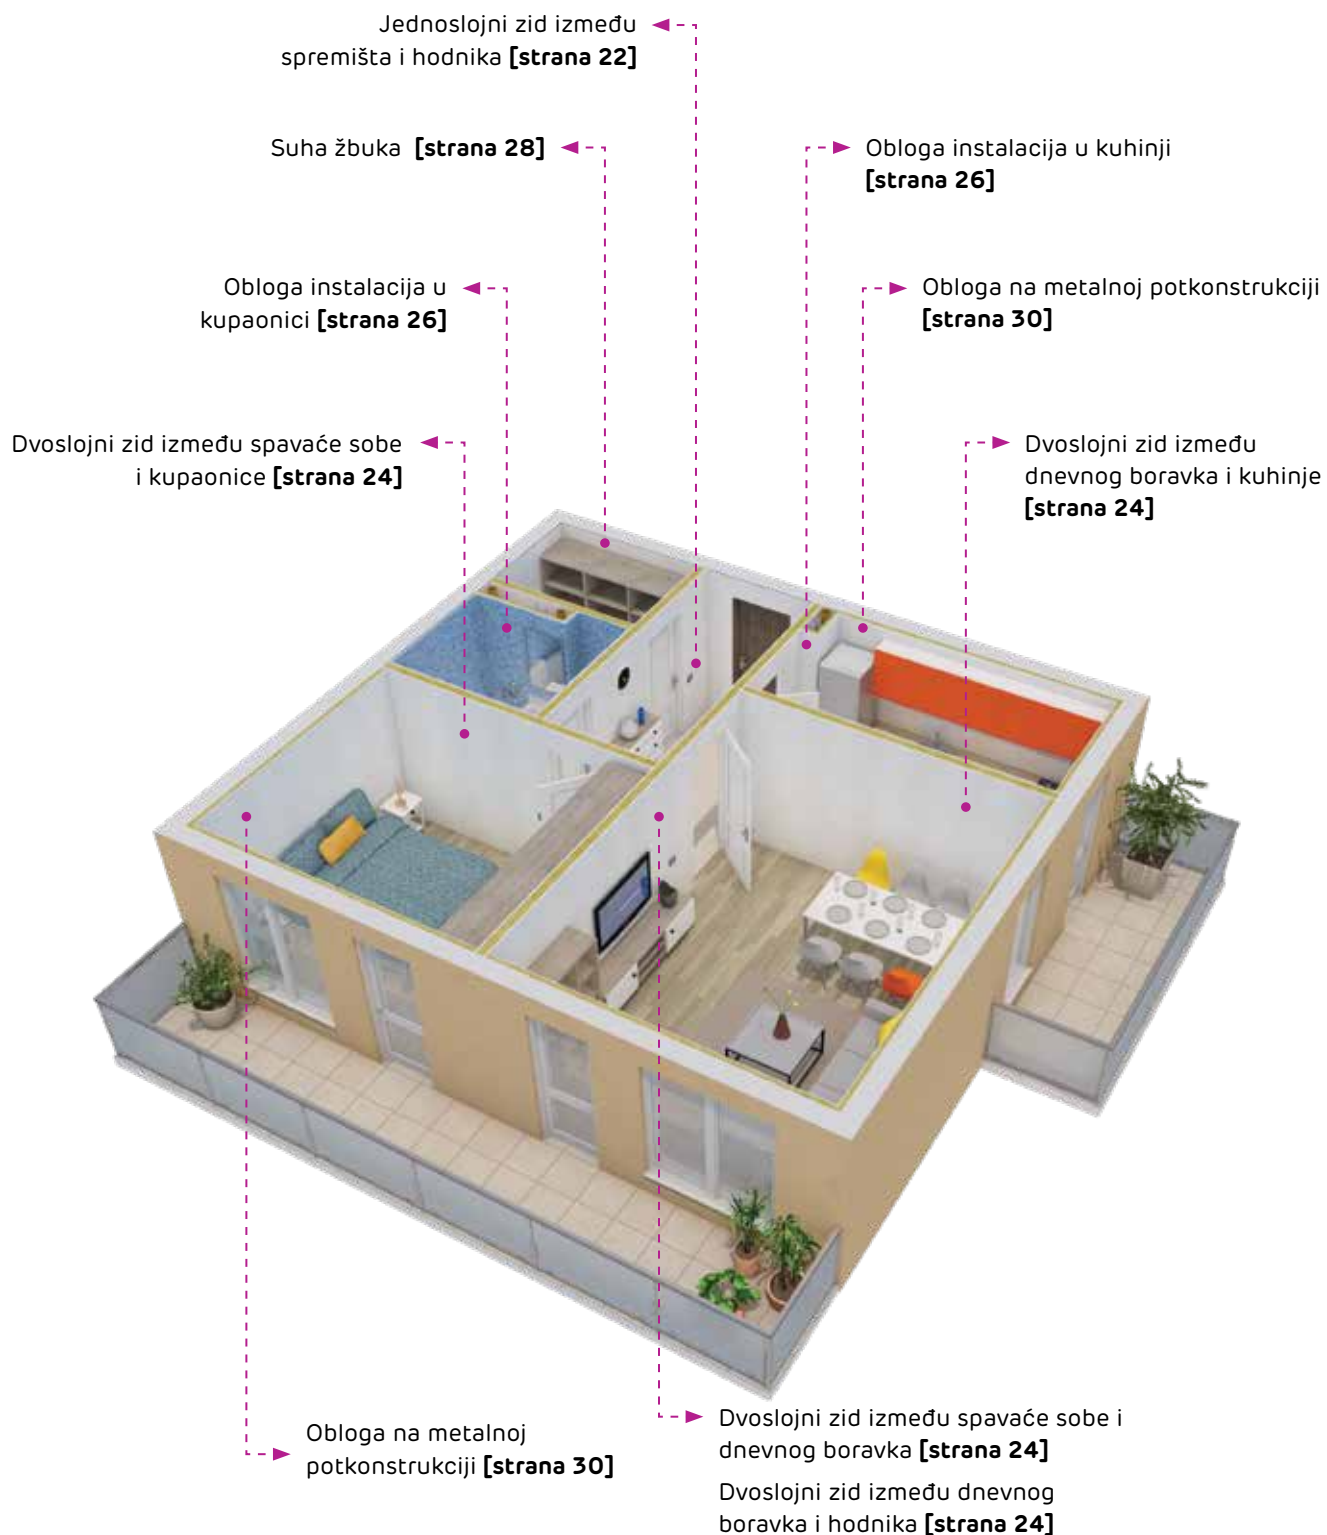 Jednoslojni zid između
spremišta i hodnika [strana 22]
Suha žbuka [strana 28]
Obloga instalacija u kuhinji
[strana 26]
Obloga instalacija u
kupaonici [strana 26]
Obloga na metalnoj potkonstrukciji
[strana 30]
Dvoslojni zid između spavaće sobe
i kupaonice [strana 24]
Dvoslojni zid između
dnevnog boravka i kuhinje
[strana 24]
Obloga na metalnoj
potkonstrukciji [strana 30]
Dvoslojni zid između spavaće sobe i
dnevnog boravka [strana 24]
Dvoslojni zid između dnevnog
boravka i hodnika [strana 24]